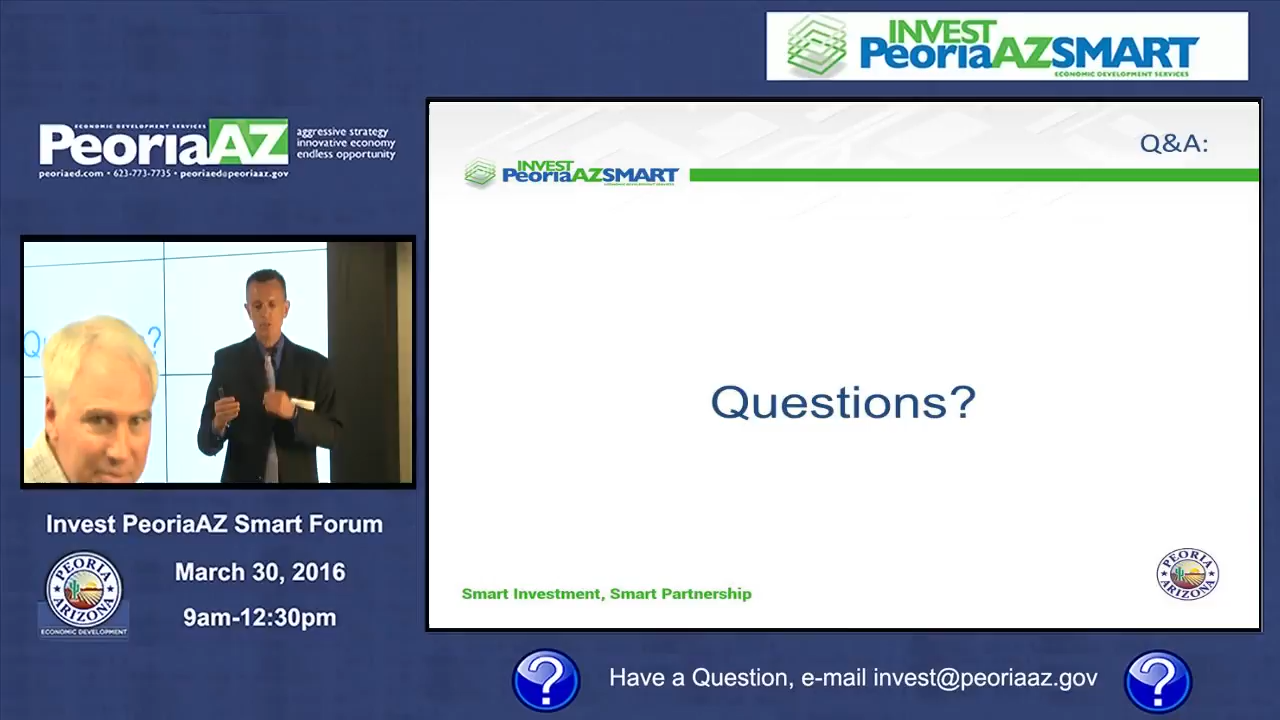 INVEST
PeoriaAZSMART
ECONOMIC DEVELOPMENT SERVICES
ECONOMIC DEVELOPMENT SERVICES
PeoriaAZ
aggressive strategy
innovative economy
endless opportunity
peoriaed.com • 623-773-7735 • peoriaed@peoriaaz.gov
Q&A:
INVEST
PeoriaAZSMART
Questions?
Smart Investment, Smart Partnership
PEORIA
ARIZONA
Q
?
Invest PeoriaAZ Smart Forum
March 30, 2016
9am-12:30pm
PEORIA
ARIZONA
ECONOMIC DEVELOPMENT
?
Have a Question, e-mail invest@peoriaaz.gov
?